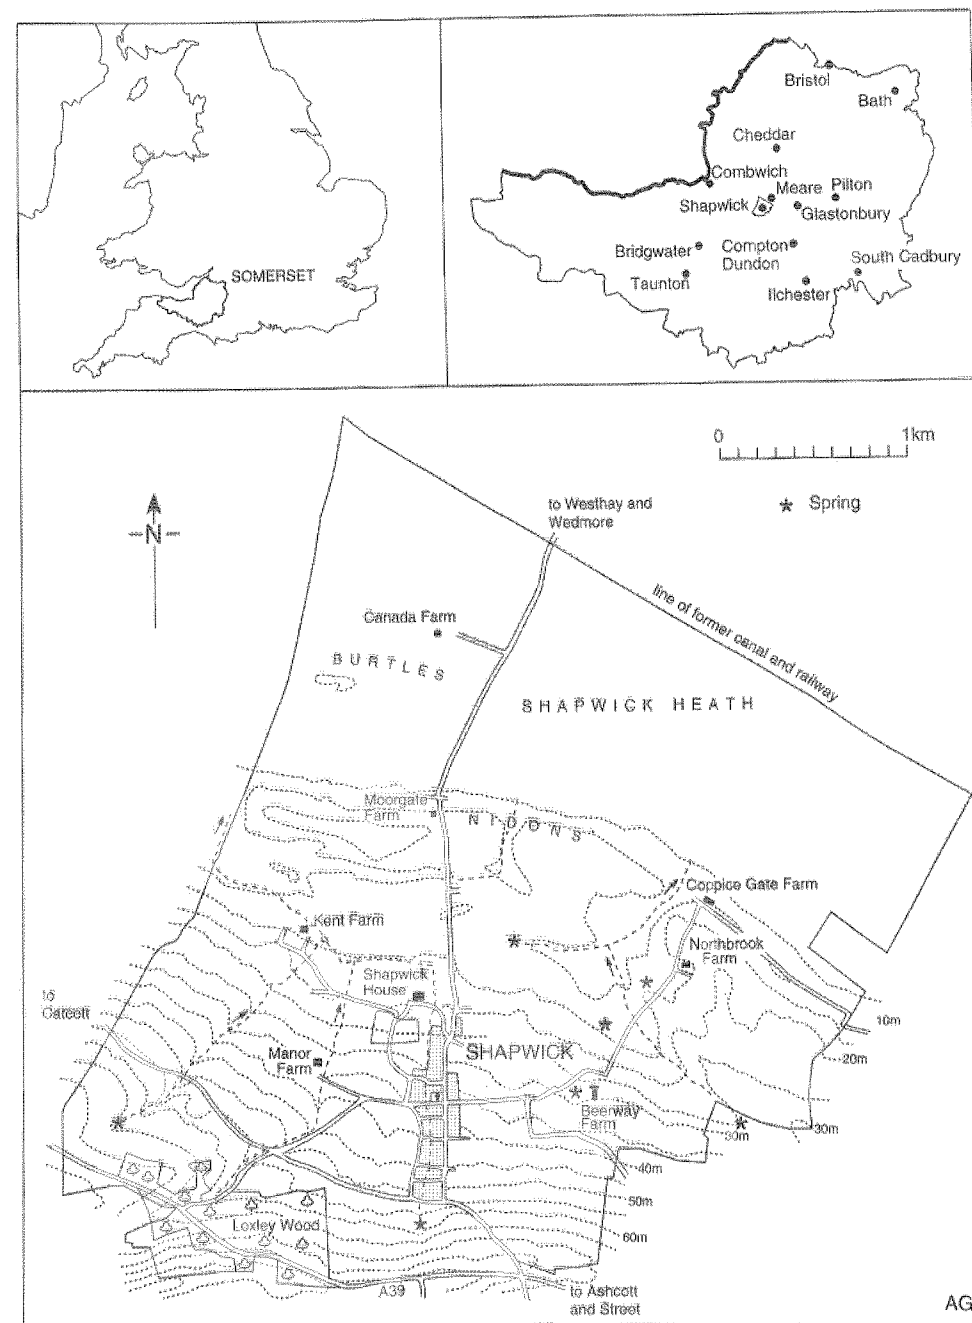 SOMERSET
Bristol
Bath
Cheddar
Combwich
Meare
Pilton
Shapwick
Glastonbury
Bridgwater
Compton
Dundon
South Cadbury
Taunton
Ilchester
0
1km
N
Spring
to Westhay and
Wedmore
line of former canal and railway
Canada Farm
BURTLES
SHAPWICK HEATH
Moorgate
Farm
NIDONS
Coppice Gate Farm
Kent Farm
Northbrook
Farm
Shapwick
House
to
Catcott
10m
Manor
Farm
SHAPWICK
20m
Beerway
Farm
30m
30m
40m
50m
Loxley Wood
60m
A39
to Ashcott
and Street
AG